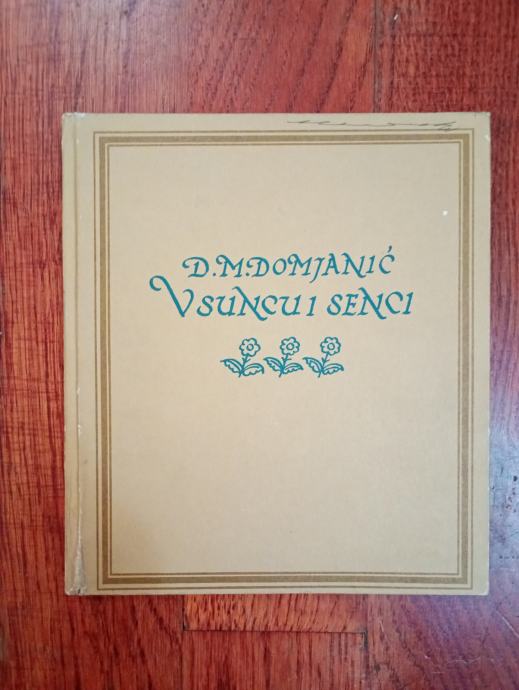 D. M. DOMJANIĆ
V SUNCU I SENCI